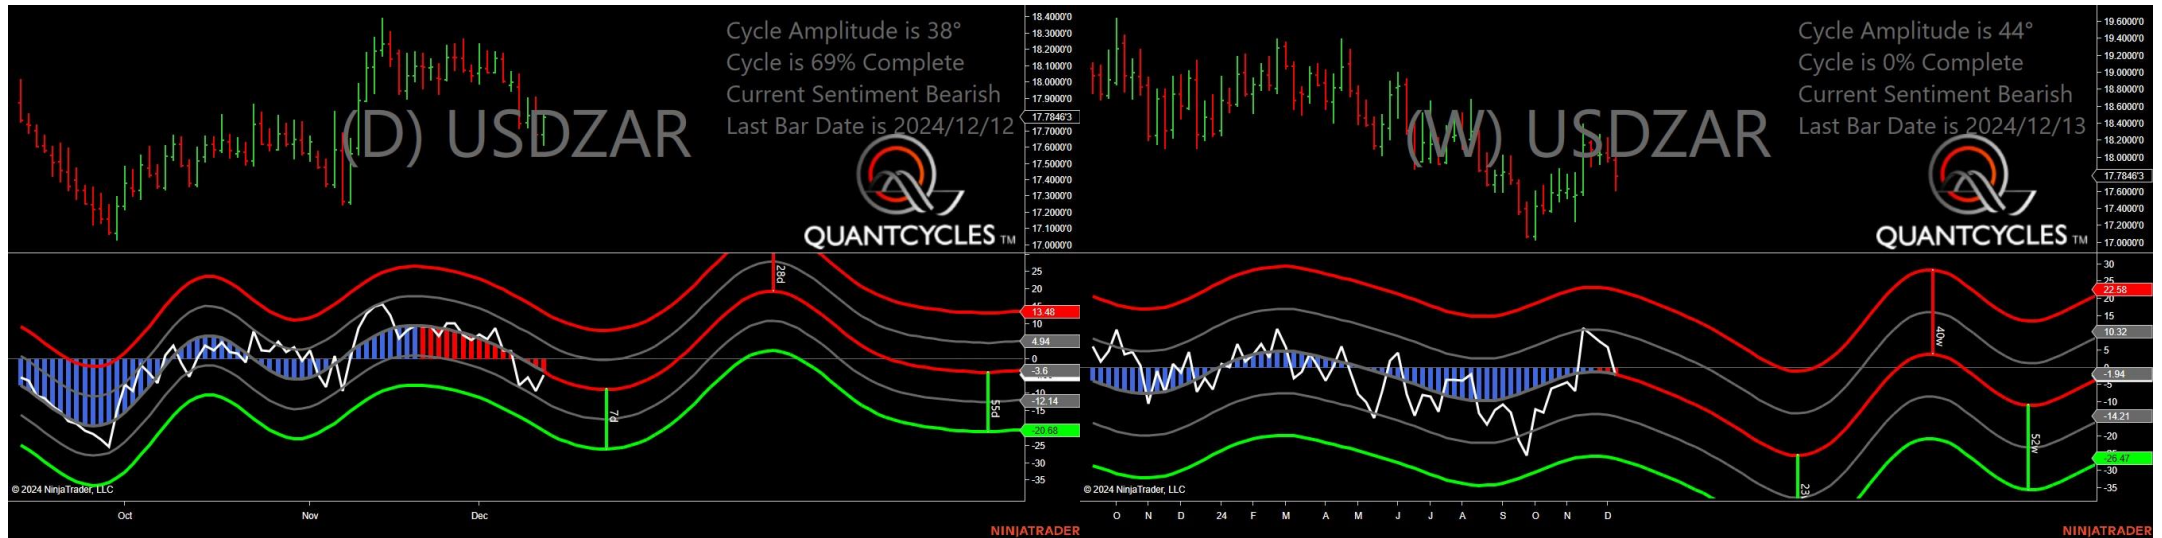 Cycle Amplitude is 38°
Cycle is 69% Complete
Current Sentiment Bearish
Last Bar Date is 2024/12/12
(D) USDZAR
QUANTCYCLES TM
18.4000'0
18.3000'0
18.2000'0
18.1000'0
18.0000'0
17.9000'0
17.7846'3
17.7000'0
17.6000'0
17.5000'0
17.4000'0
17.3000'0
17.2000'0
17.1000'0
17.0000'0
28d
7d
55d
25
20
13.48
10
4.94
0
-3.6
-12.14
-15
-20.68
-25
-30
-35
© 2024 NinjaTrader, LLC
Oct
Nov
Dec
NINJATRADER
Cycle Amplitude is 44°
Cycle is 0% Complete
Current Sentiment Bearish
Last Bar Date is 2024/12/13
(W) USDZAR
QUANTCYCLES TM
19.6000'0
19.4000'0
19.2000'0
19.0000'0
18.8000'0
18.6000'0
18.4000'0
18.2000'0
18.0000'0
17.7846'3
17.6000'0
17.4000'0
17.2000'0
17.0000'0
40w
52w
30
22.58
20
15
10.32
5
-1.94
-5
-10
-14.21
-20
-26.47
-30
-35
© 2024 NinjaTrader, LLC
O
N
D
24
F
M
A
M
J
J
A
S
O
N
D
NINJATRADER